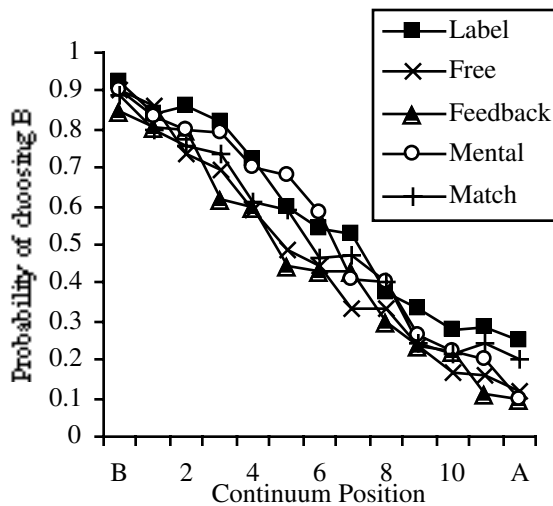 Label
Free
Feedback
Mental
Match
Probability of choosing B
1
0.9
0.8
0.7
0.6
0.5
0.4
0.3
0.2
0.1
0
B 2 4 6 8 10 A
Continuum Position